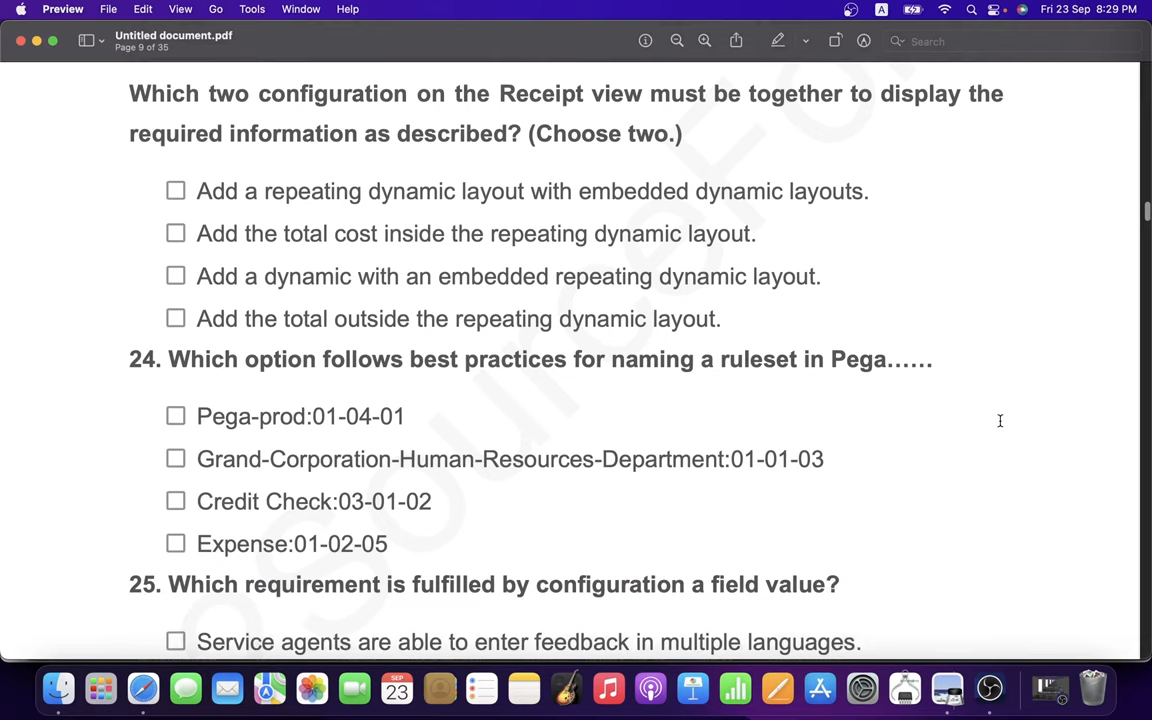 Preview File Edit View Go Tools Window Help A Fri 23 Sep 8:29 PM
Untitled document.pdf
Page 9 of 35
Search
Which two configuration on the Receipt view must be together to display the
required information as described? (Choose two.)
Add a repeating dynamic layout with embedded dynamic layouts.
Add the total cost inside the repeating dynamic layout.
Add a dynamic with an embedded repeating dynamic layout.
Add the total outside the repeating dynamic layout.
24. Which option follows best practices for naming a ruleset in Pega……
Pega-prod:01-04-01
Grand-Corporation-Human-Resources-Department:01-01-03
Credit Check:03-01-02
Expense:01-02-05
25. Which requirement is fulfilled by configuration a field value?
Service agents are able to enter feedback in multiple languages.
SEP
23